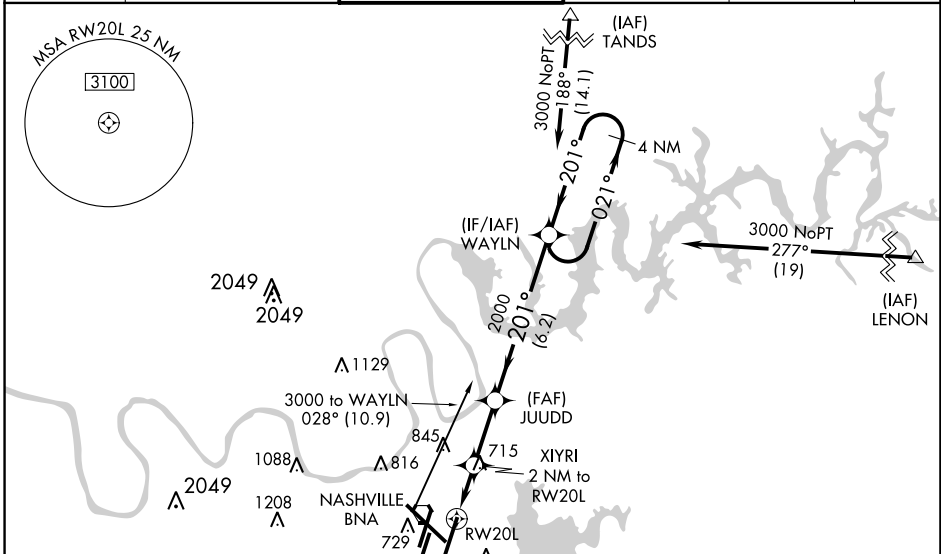 MSA RW20L 25 NM
3100
(IAF)
TANDS
3000 NoPT
188°
(14.1)
4 NM
201°
021°
(IF/IAF)
WAYLN
3000 NoPT
277°
(19)
(IAF)
LENON
2049
2049
2000
201°
(6.2)
1129
3000 to WAYLN
028° (10.9)
(FAF)
JUUDD
845
715
XIYRI
2 NM to
RW20L
1088
816
2049
1208
NASHVILLE
BNA
729
RW20L